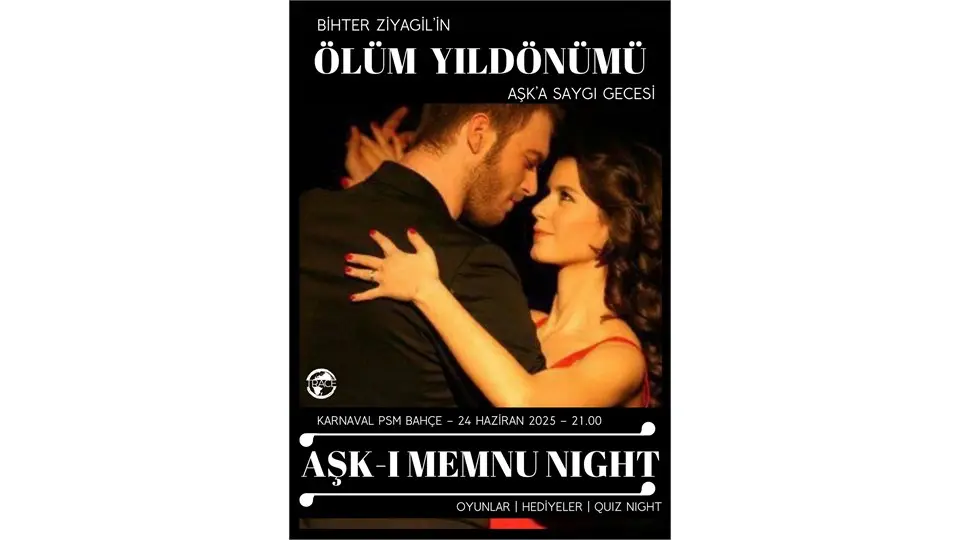 BİHTER ZİYAGİL'İN
ÖLÜM YILDÖNÜMÜ
AŞK'A SAYGI GECESİ
TRACE
KARNAVAL PSM BAHÇE – 24 HAZİRAN 2025 – 21.00
AŞK-I MEMNU NIGHT
OYUNLAR | HEDİYELER | QUIZ NIGHT